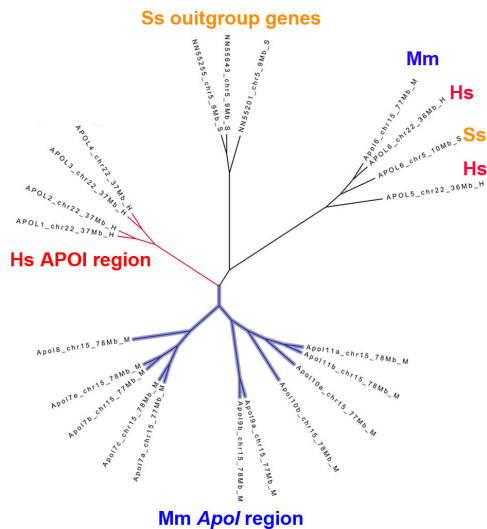 Ss ouitgroup genes
NN55255_chr5_9Mb_S
NN55643_chr5_9Mb_S
NN55201_chr5_9Mb_S
Mm
Hs
Ss
Hs
Apol6_chr15_77Mb_M
APOL6_chr22_36Mb_H
APOL6_chr5_10Mb_S
APOL5_chr22_36Mb_H
APOL4_chr22_37Mb_H
APOL3_chr22_37Mb_H
APOL2_chr22_37Mb_H
APOL1_chr22_37Mb_H
Hs APOl region
Apol8_chr15_78Mb_M
Apol7e_chr15_78Mb_M
Apol7b_chr15_77Mb_M
Apol7c_chr15_78Mb_M
Apol7a_chr15_77Mb_M
Apol9b_chr15_78Mb_M
Apol9a_chr15_77Mb_M
Apol10b_chr15_78Mb_M
Apol10a_chr15_77Mb_M
Apol11b_chr15_78Mb_M
Apol11a_chr15_78Mb_M
Mm Apol region